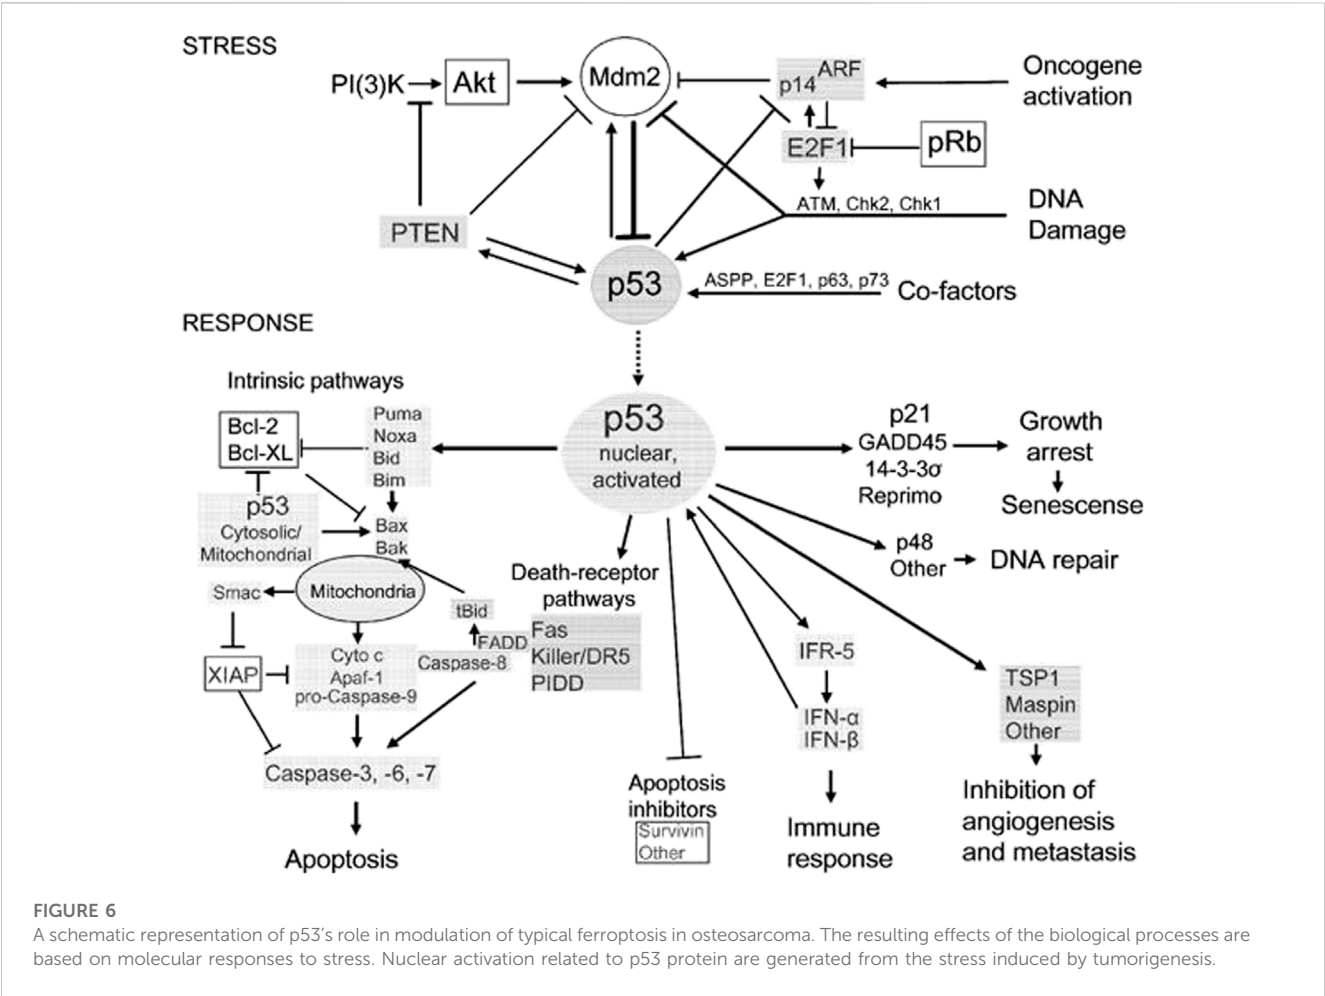 STRESS
PI(3)K
Akt
Mdm2
p14ARF
Oncogene
activation
E2F1
pRb
PTEN
ATM, Chk2, Chk1
DNA
Damage
p53
ASPP, E2F1, p63, p73
Co-factors
RESPONSE
Intrinsic pathways
Bcl-2
Bcl-XL
Puma
Noxa
Bid
Bim
p53
nuclear,
activated
p21
GADD45
14-3-3σ
Reprimo
Growth
arrest
Senescense
p53
Cytosolic/
Mitochondrial
Bax
Bak
p48
Other
DNA repair
Smac
Mitochondria
tBid
Death-receptor
pathways
FADD
Caspase-8
Fas
Killer/DR5
PIDD
XIAP
Cyto c
Apaf-1
pro-Caspase-9
IFR-5
IFN-α
IFN-β
TSP1
Maspin
Other
Caspase-3, -6, -7
Apoptosis
Apoptosis
inhibitors
Survivin
Other
Immune
response
Inhibition of
angiogenesis
and metastasis
FIGURE 6
A schematic representation of p53's role in modulation of typical ferroptosis in osteosarcoma. The resulting effects of the biological processes are
based on molecular responses to stress. Nuclear activation related to p53 protein are generated from the stress induced by tumorigenesis.